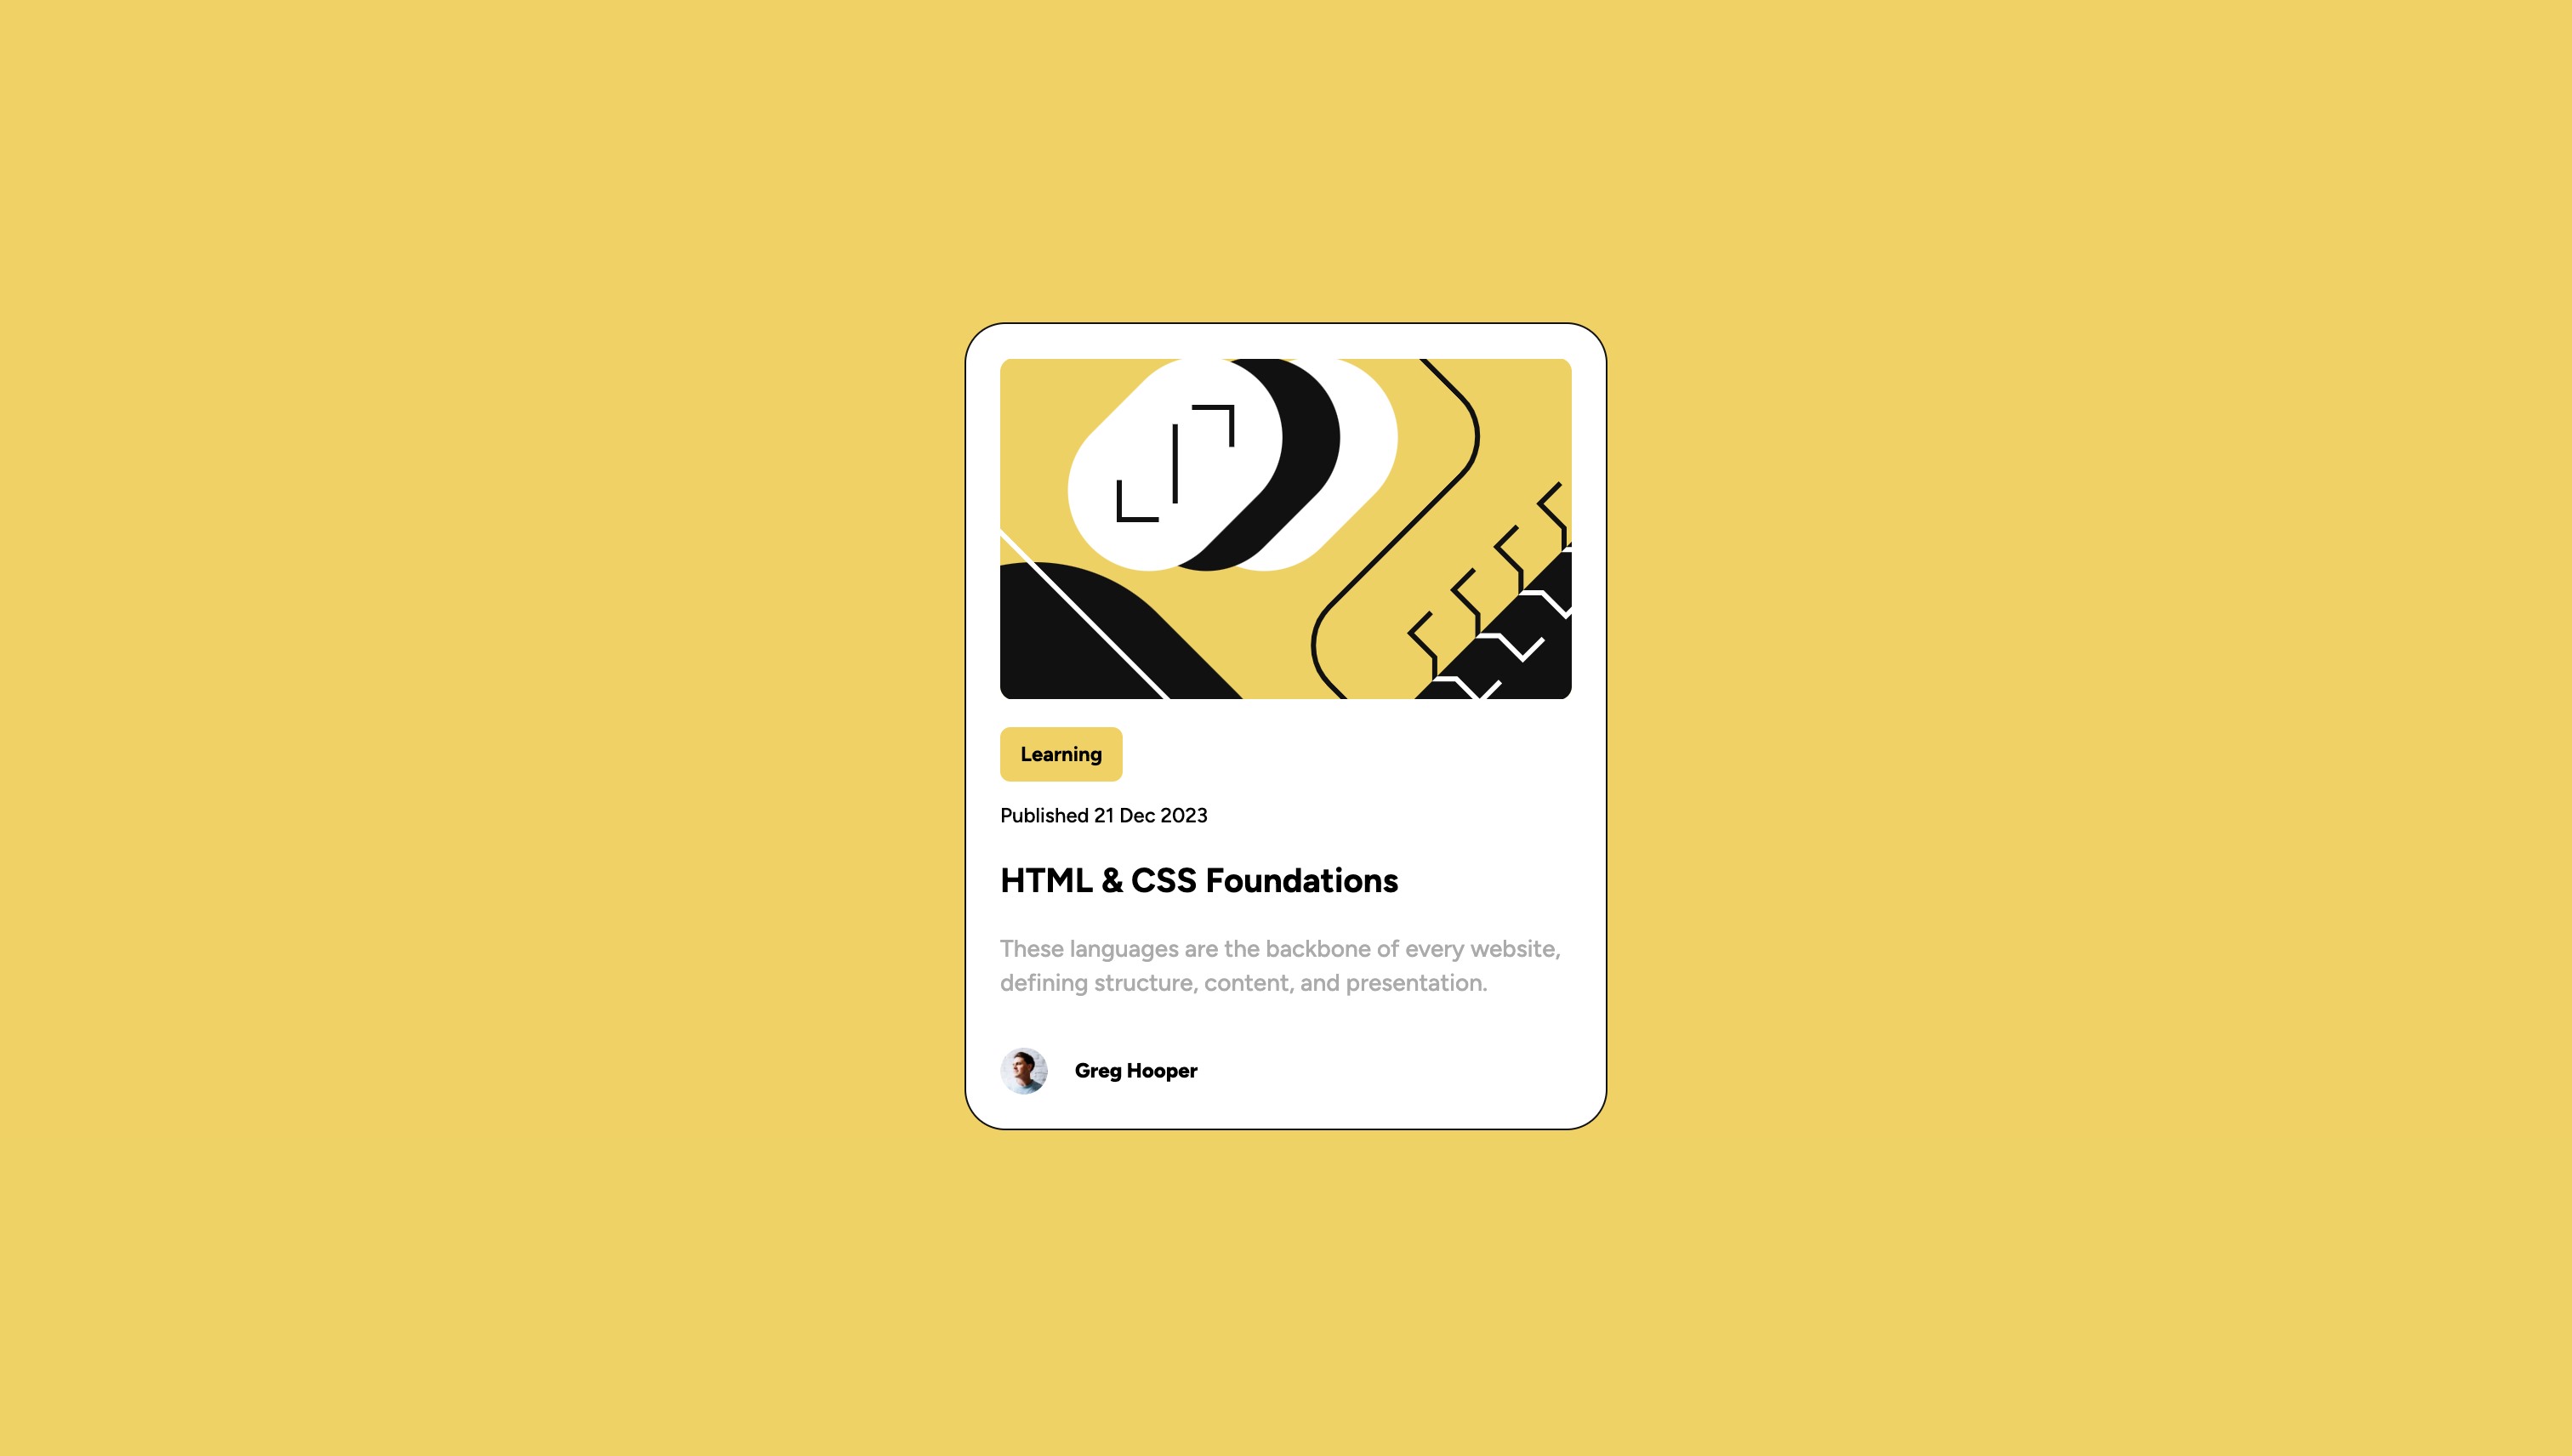 Learning
Published 21 Dec 2023
HTML & CSS Foundations
These languages are the backbone of every website,
defining structure, content, and presentation.
Greg Hooper